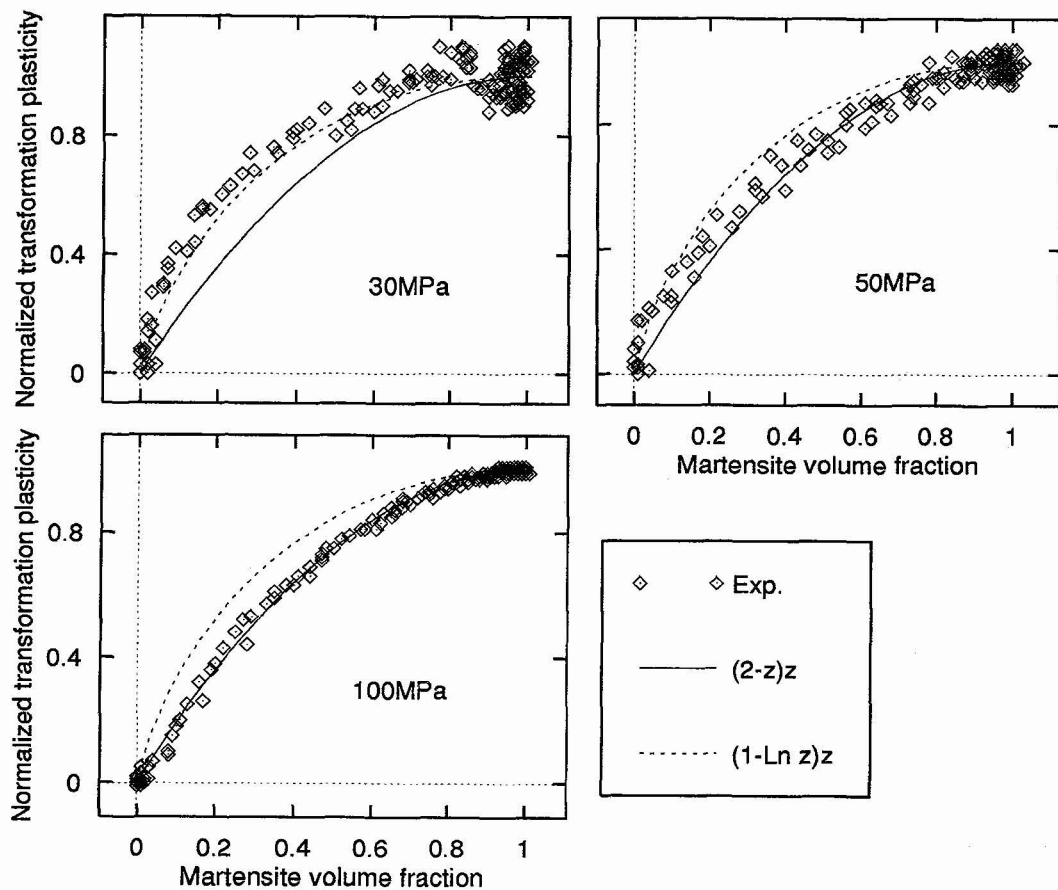 Normalized transformation plasticity
0.8
0.4
0
30MPa
50MPa
0 0.2 0.4 0.6 0.8 1
Martensite volume fraction
Normalized transformation plasticity
0.8
0.4
0
100MPa
0 0.2 0.4 0.6 0.8 1
Martensite volume fraction
Exp.
(2-z)z
(1-Ln z)z